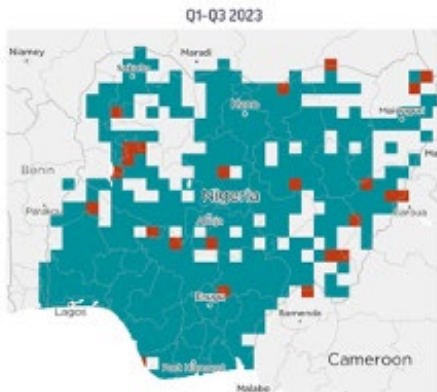 Q1-Q3 2023
Niamey
Maradi
Sokoto
Kano
Maiduguri
Benin
Parakou
Nigeria
Abuja
Garoua
Enugu
Lagos
Bamenda
Port Harcourt
Cameroon
Malabo